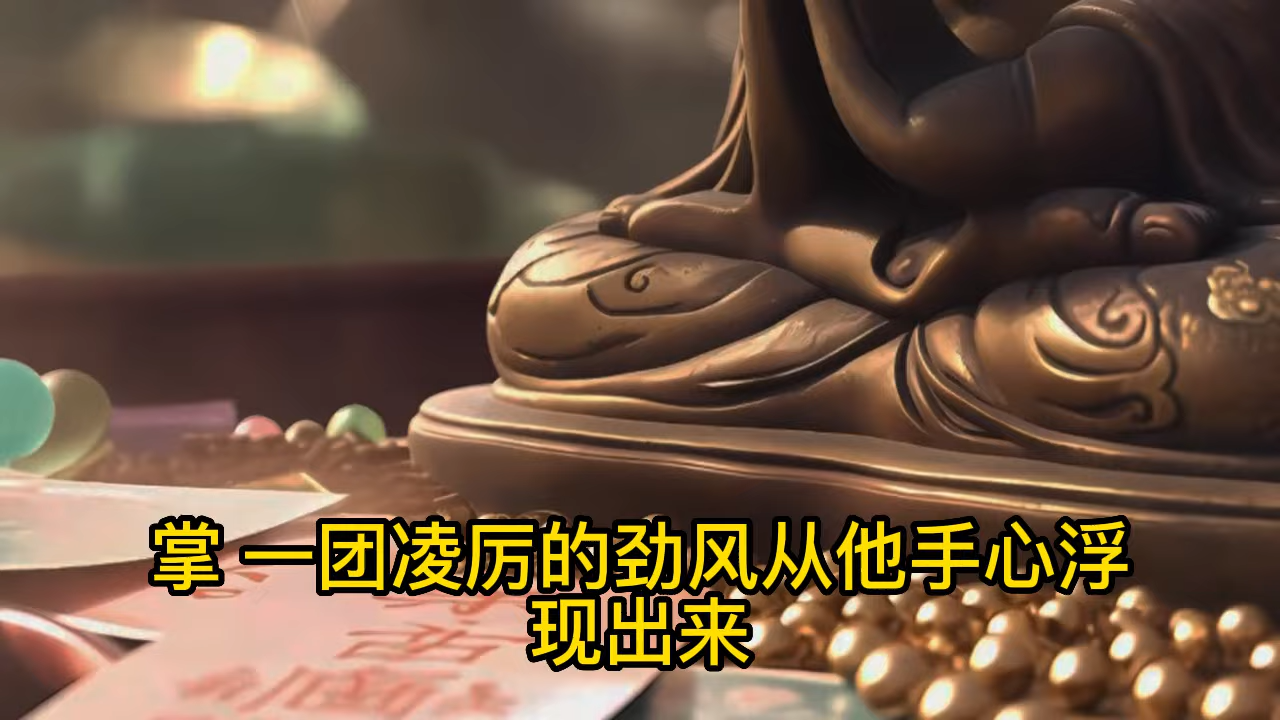 掌 一团凌厉的劲风从他手心浮
现出来